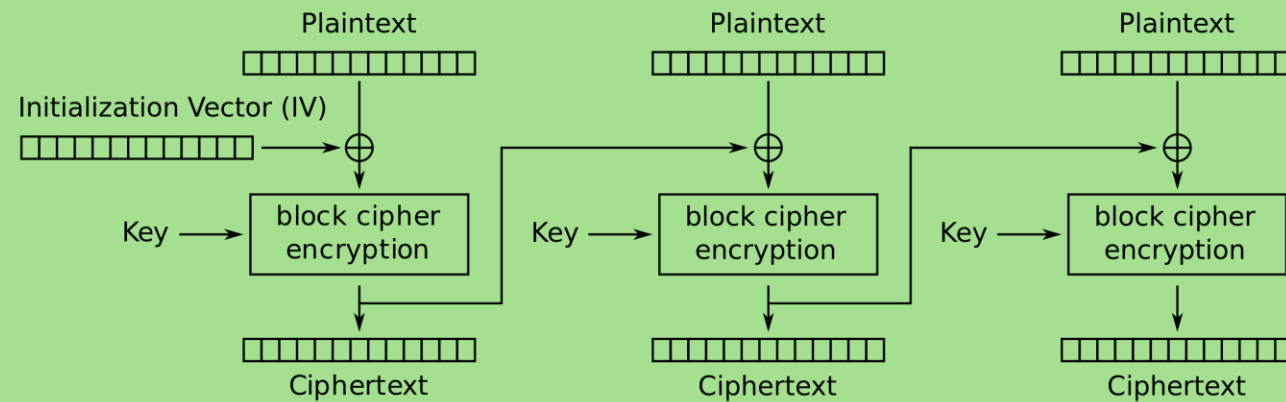 Plaintext
Plaintext
Plaintext
Initialization Vector (IV)
Key
block cipher
encryption
Key
block cipher
encryption
Key
block cipher
encryption
Ciphertext
Ciphertext
Ciphertext